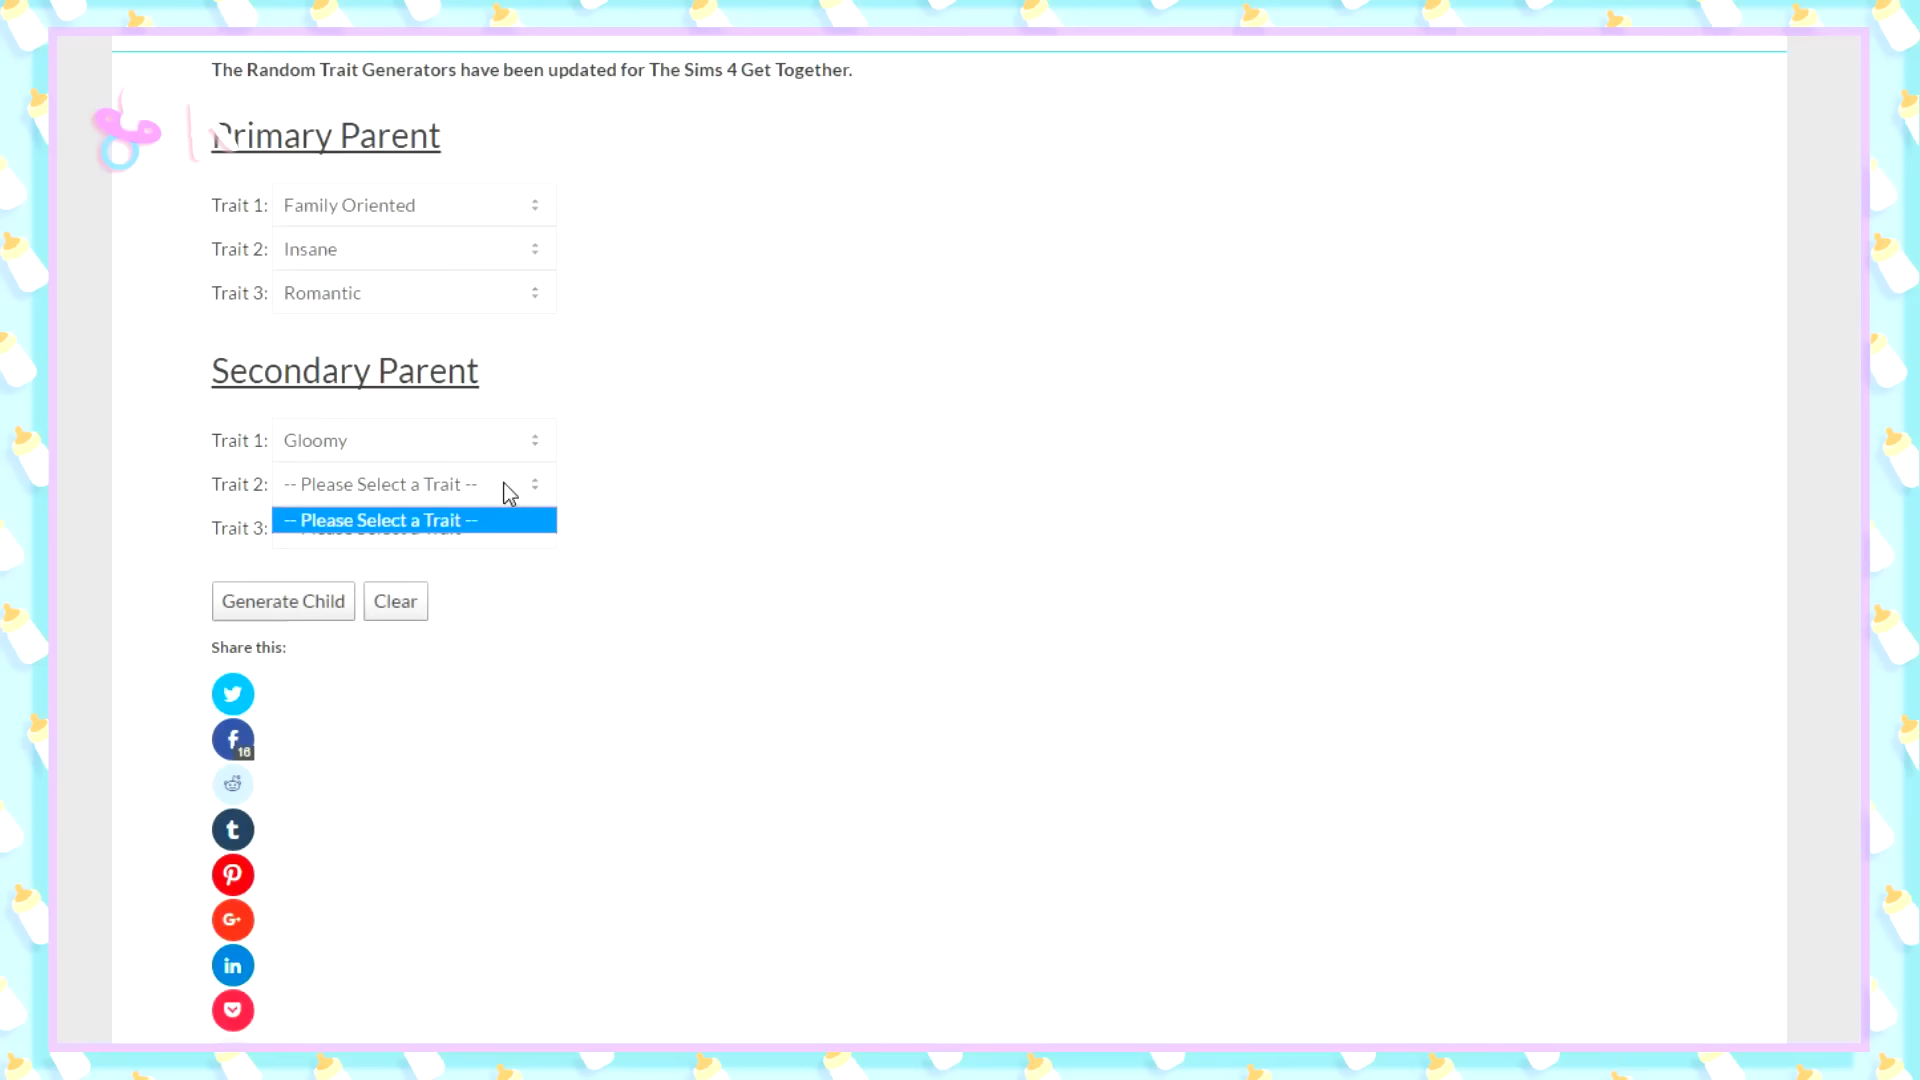 The Random Trait Generators have been updated for The Sims 4 Get Together.
Primary Parent
Trait 1: Family Oriented
Trait 2: Insane
Trait 3: Romantic
Secondary Parent
Trait 1: Gloomy
Trait 2: -- Please Select a Trait --
-- Please Select a Trait --
Trait 3:
Generate Child Clear
Share this:
16